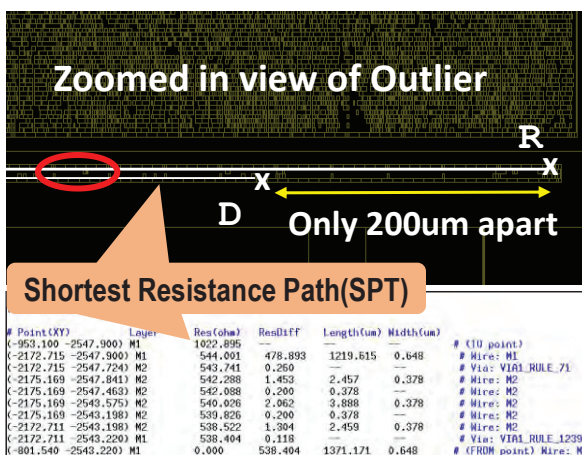 Zoomed in view of Outlier
R
X
X
D
Only 200um apart
Shortest Resistance Path(SPT)
# Point(XY) Layer Res(ohm) ResDiff Length(um) Width(um)
(-953.100 -2547.900) M1 1022.895 -- -- -- # (TO point)
(-2172.715 -2547.900) M1 544.001 478.893 1219.615 0.648 # Wire: M1
(-2172.715 -2547.724) M2 543.741 0.260 -- -- # Via: VIA1_RULE_71
(-2175.169 -2547.841) M2 542.288 1.453 2.457 0.378 # Wire: M2
(-2175.169 -2547.463) M2 542.088 0.200 0.378 -- # Wire: M2
(-2175.169 -2543.575) M2 540.026 2.062 3.888 0.378 # Wire: M2
(-2175.169 -2543.198) M2 539.826 0.200 0.378 -- # Wire: M2
(-2172.711 -2543.198) M2 538.522 1.304 2.459 0.378 # Wire: M2
(-2172.711 -2543.220) M1 538.404 0.118 -- -- # Via: VIA1_RULE_1239
(-801.540 -2543.220) M1 0.000 538.404 1371.171 0.648 # (FROM point) Wire: M